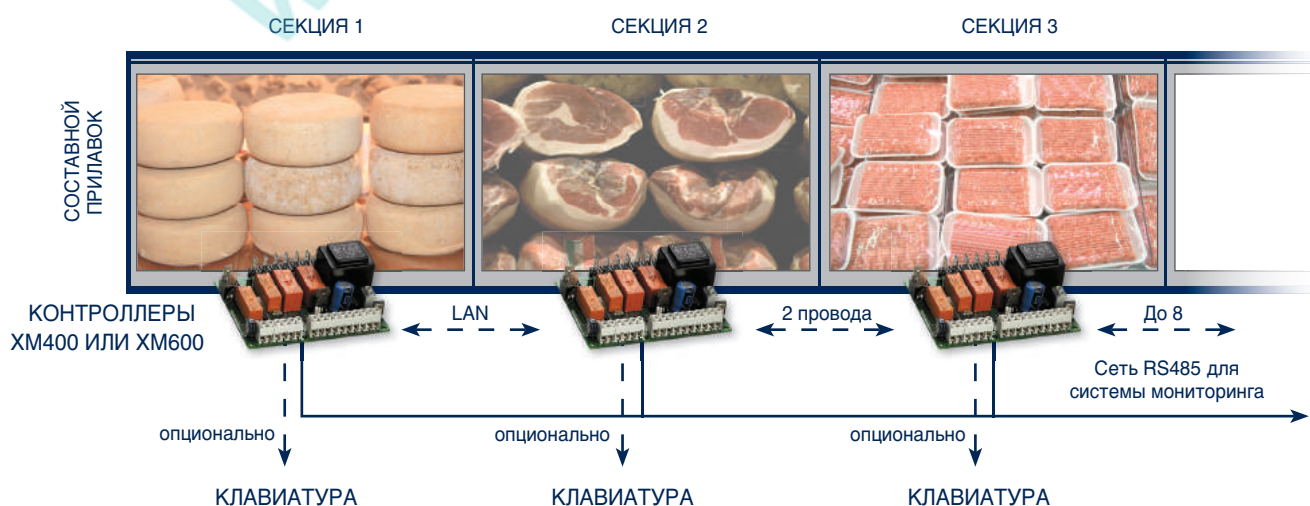 СЕКЦИЯ 1
СЕКЦИЯ 2
СЕКЦИЯ 3
СОСТАВНОЙ
ПРИЛАВОК
КОНТРОЛЛЕРЫ
XM400 ИЛИ XM600
LAN
2 провода
До 8
Сеть RS485 для
системы мониторинга
опционально
опционально
опционально
КЛАВИАТУРА
КЛАВИАТУРА
КЛАВИАТУРА